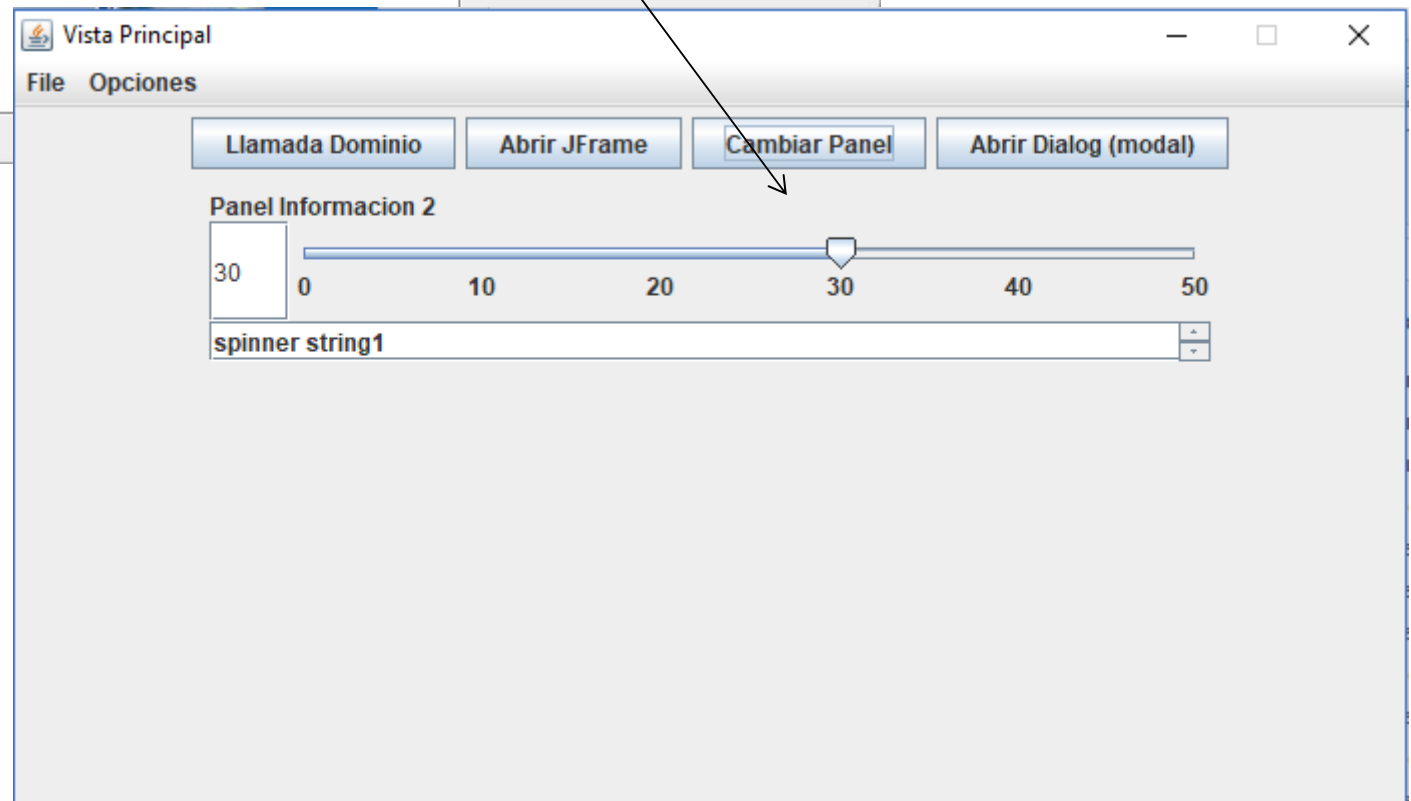 Vista Principal
File Opciones
Llamada Dominio Abrir JFrame Cambiar Panel Abrir Dialog (modal)
Panel Informacion 2
30
0 10 20 30 40 50
spinner string1